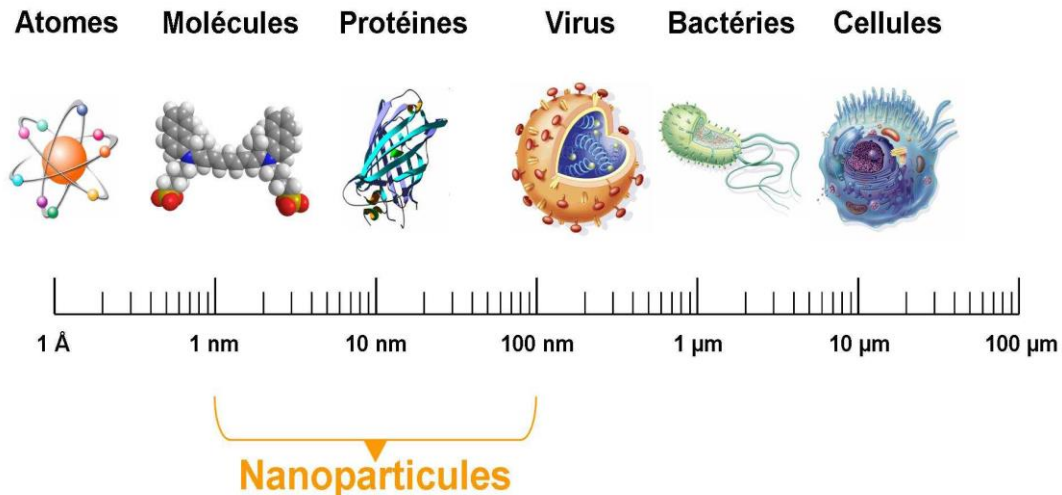 Atomes Molécules Protéines Virus Bactéries Cellules
1 Å 1 nm 10 nm 100 nm 1 µm 10 µm 100 µm
Nanoparticules